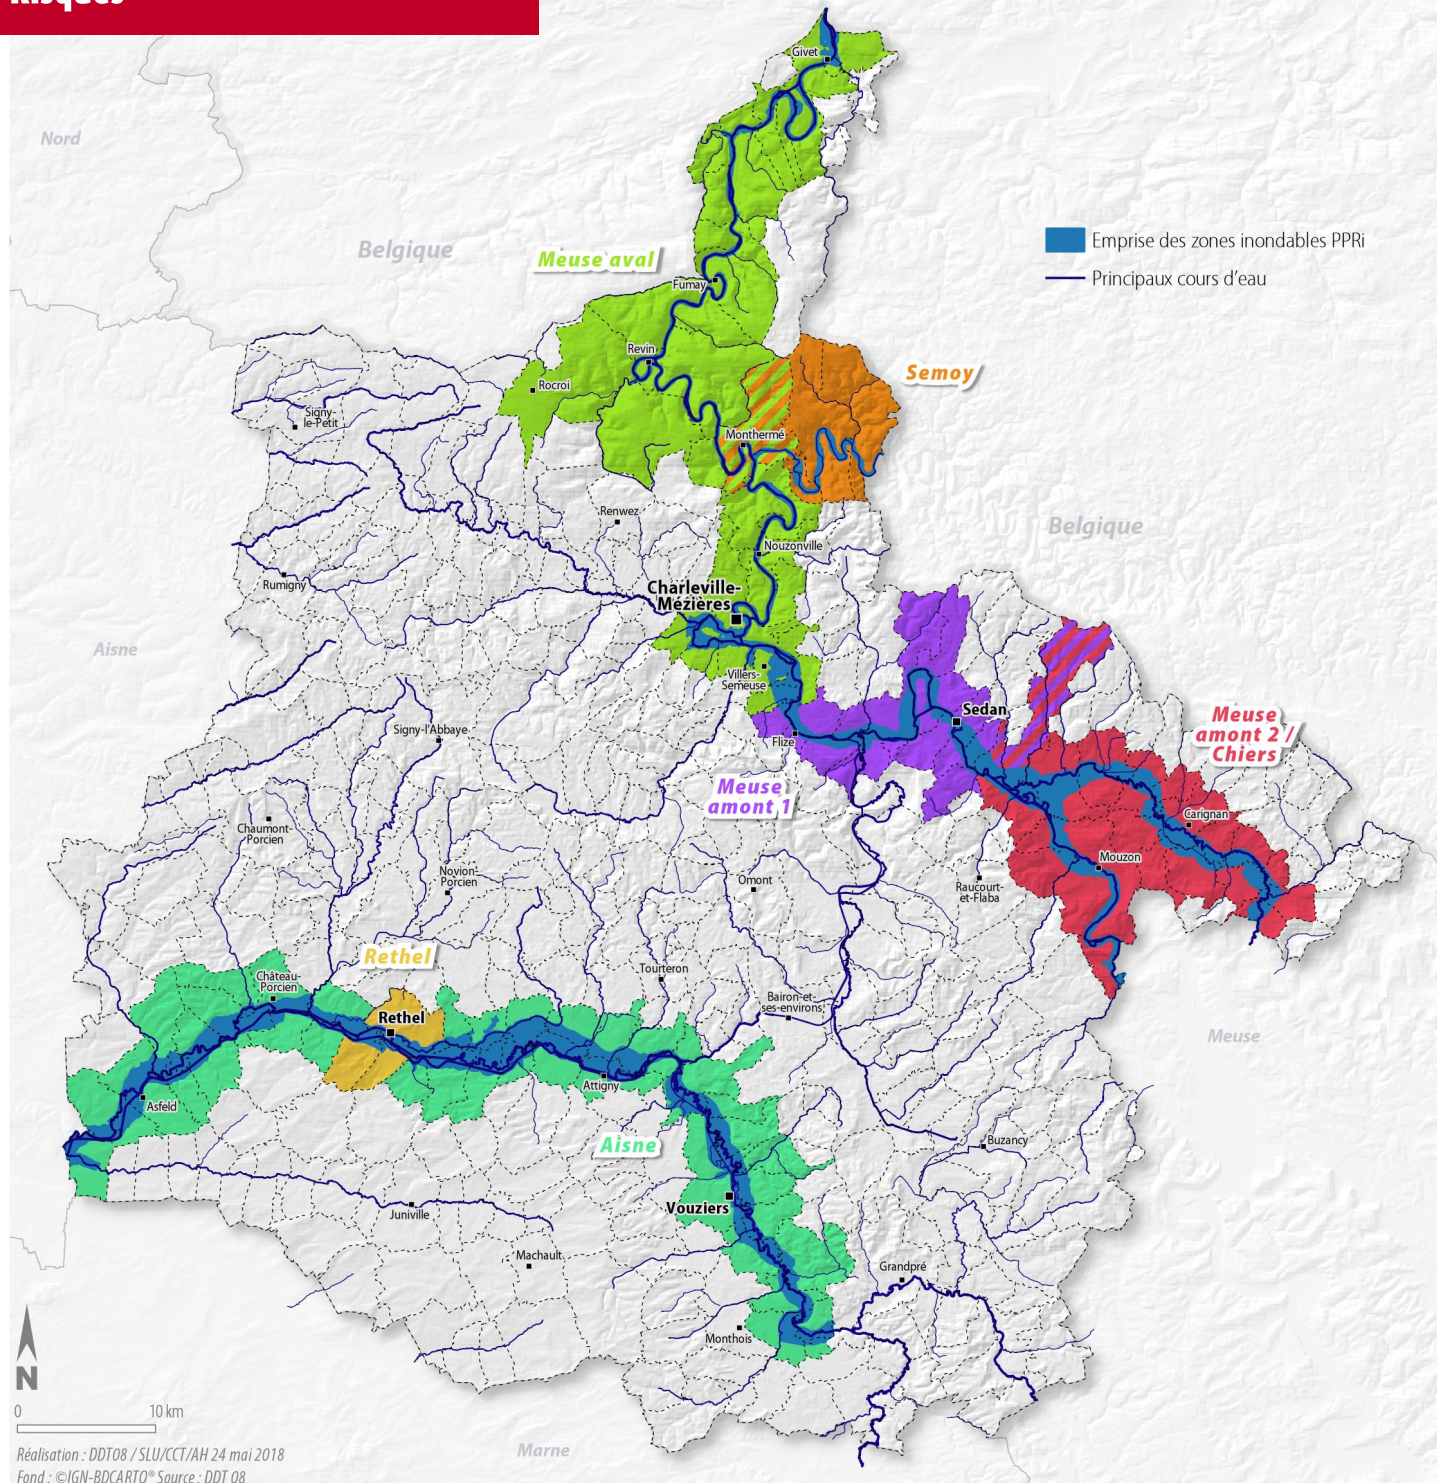 Risques
Givet
Nord
Belgique
Meuse aval
Emprise des zones inondables PPRi
Principaux cours d'eau
Fumay
Revin
Rocroi
Semoy
Signy-
le-Petit
Monthermé
Renwez
Belgique
Nouzonville
Rumigny
Charleville-
Mézières
Aisne
Villers-
Semeuse
Sedan
Meuse
amont 2 /
Chiers
Signy-l'Abbaye
Flize
Meuse
amont 1
Carignan
Chaumont-
Porcien
Mouzon
Novion-
Porcien
Omont
Raucourt-
et-Flaba
Rethel
Château-
Porcien
Tourteron
Bairon-et-
ses-environs
Rethel
Meuse
Attigny
Asfeld
Aisne
Buzancy
Vouziers
Juniville
Machault
Grandpré
Monthois
N
0 10 km
Réalisation : DDT08 / SLU/CCT/AH 24 mai 2018
Marne
Fond : ©IGN-BDCARTO® Source : DDT 08